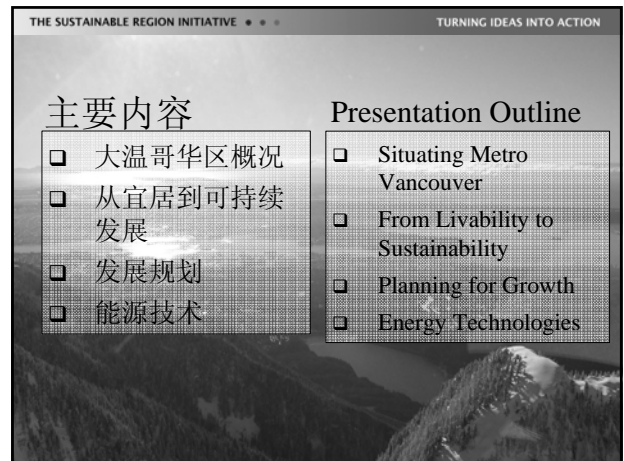 THE SUSTAINABLE REGION INITIATIVE
TURNING IDEAS INTO ACTION
主要内容
大温哥华区概况
从宜居到可持续
发展
发展规划
能源技术
Presentation Outline
Situating Metro
Vancouver
From Livability to
Sustainability
Planning for Growth
Energy Technologies